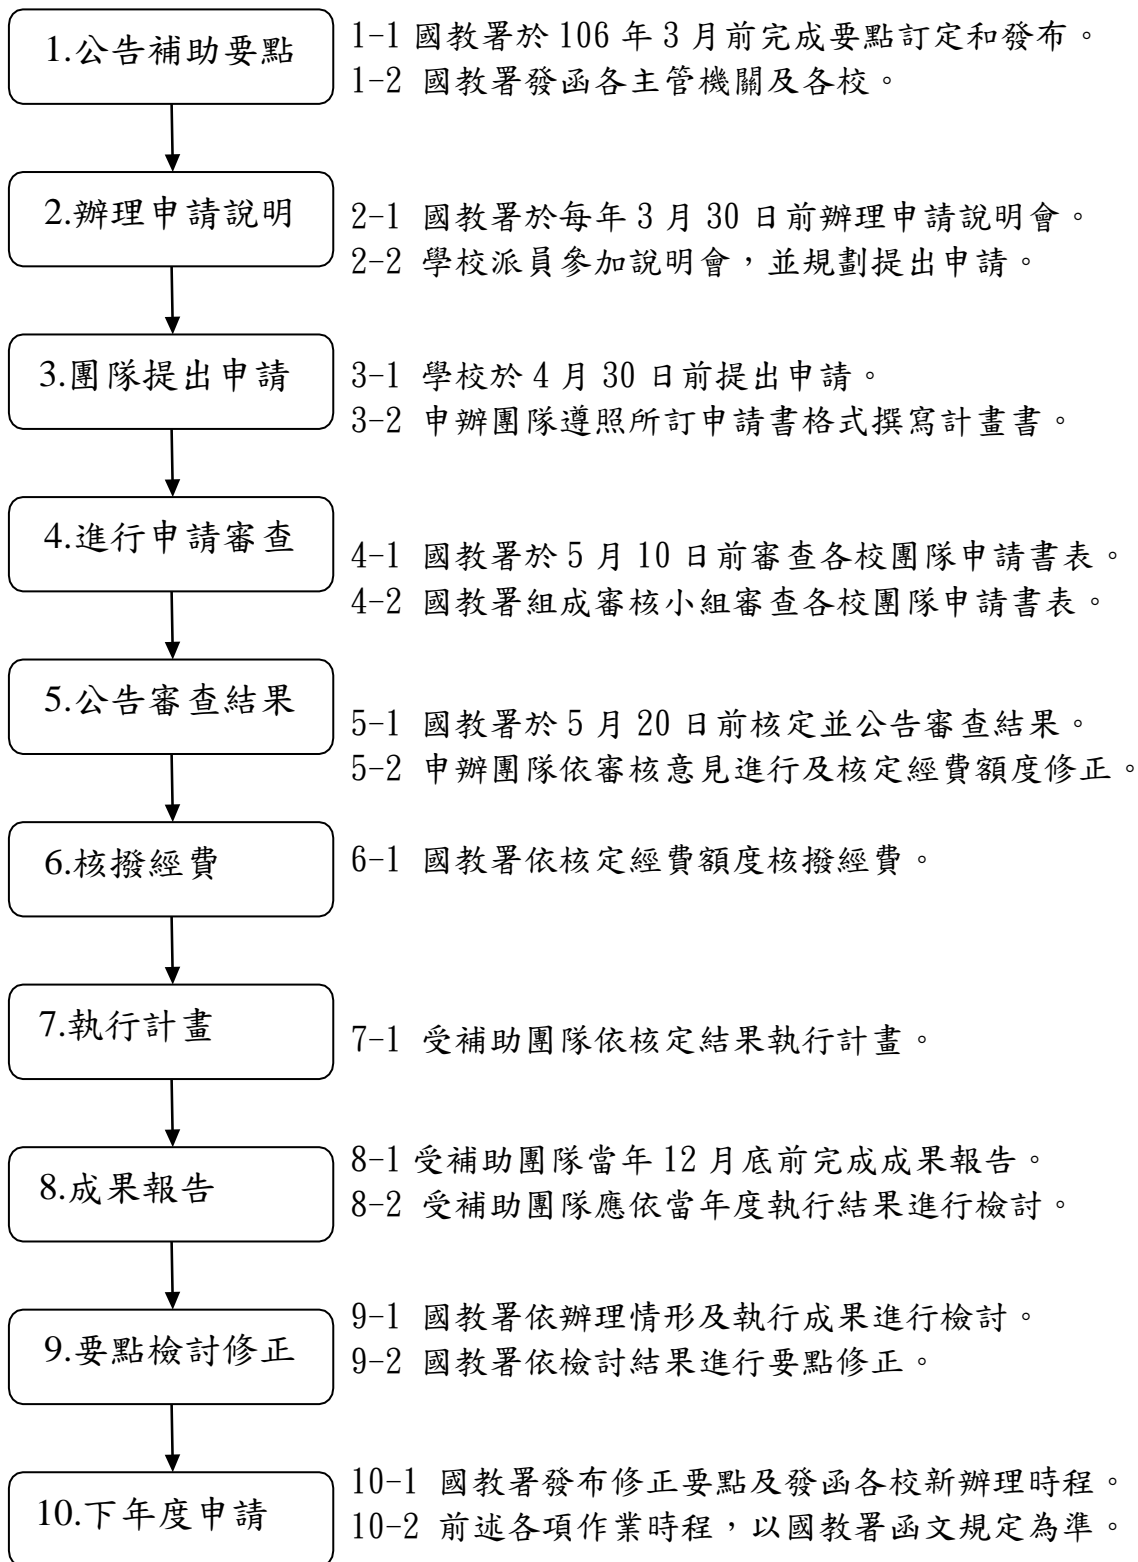 1.公告補助要點
1-1 國教署於 106 年 3 月前完成要點訂定和發布。
1-2 國教署發函各主管機關及各校。
2.辦理申請說明
2-1 國教署於每年 3 月 30 日前辦理申請說明會。
2-2 學校派員參加說明會，並規劃提出申請。
3.團隊提出申請
3-1 學校於 4 月 30 日前提出申請。
3-2 申辦團隊遵照所訂申請書格式撰寫計畫書。
4.進行申請審查
4-1 國教署於 5 月 10 日前審查各校團隊申請書表。
4-2 國教署組成審核小組審查各校團隊申請書表。
5.公告審查結果
5-1 國教署於 5 月 20 日前核定並公告審查結果。
5-2 申辦團隊依審核意見進行及核定經費額度修正。
6.核撥經費
6-1 國教署依核定經費額度核撥經費。
7.執行計畫
7-1 受補助團隊依核定結果執行計畫。
8.成果報告
8-1 受補助團隊當年 12 月底前完成成果報告。
8-2 受補助團隊應依當年度執行結果進行檢討。
9.要點檢討修正
9-1 國教署依辦理情形及執行成果進行檢討。
9-2 國教署依檢討結果進行要點修正。
10.下年度申請
10-1 國教署發布修正要點及發函各校新辦理時程。
10-2 前述各項作業時程，以國教署函文規定為準。